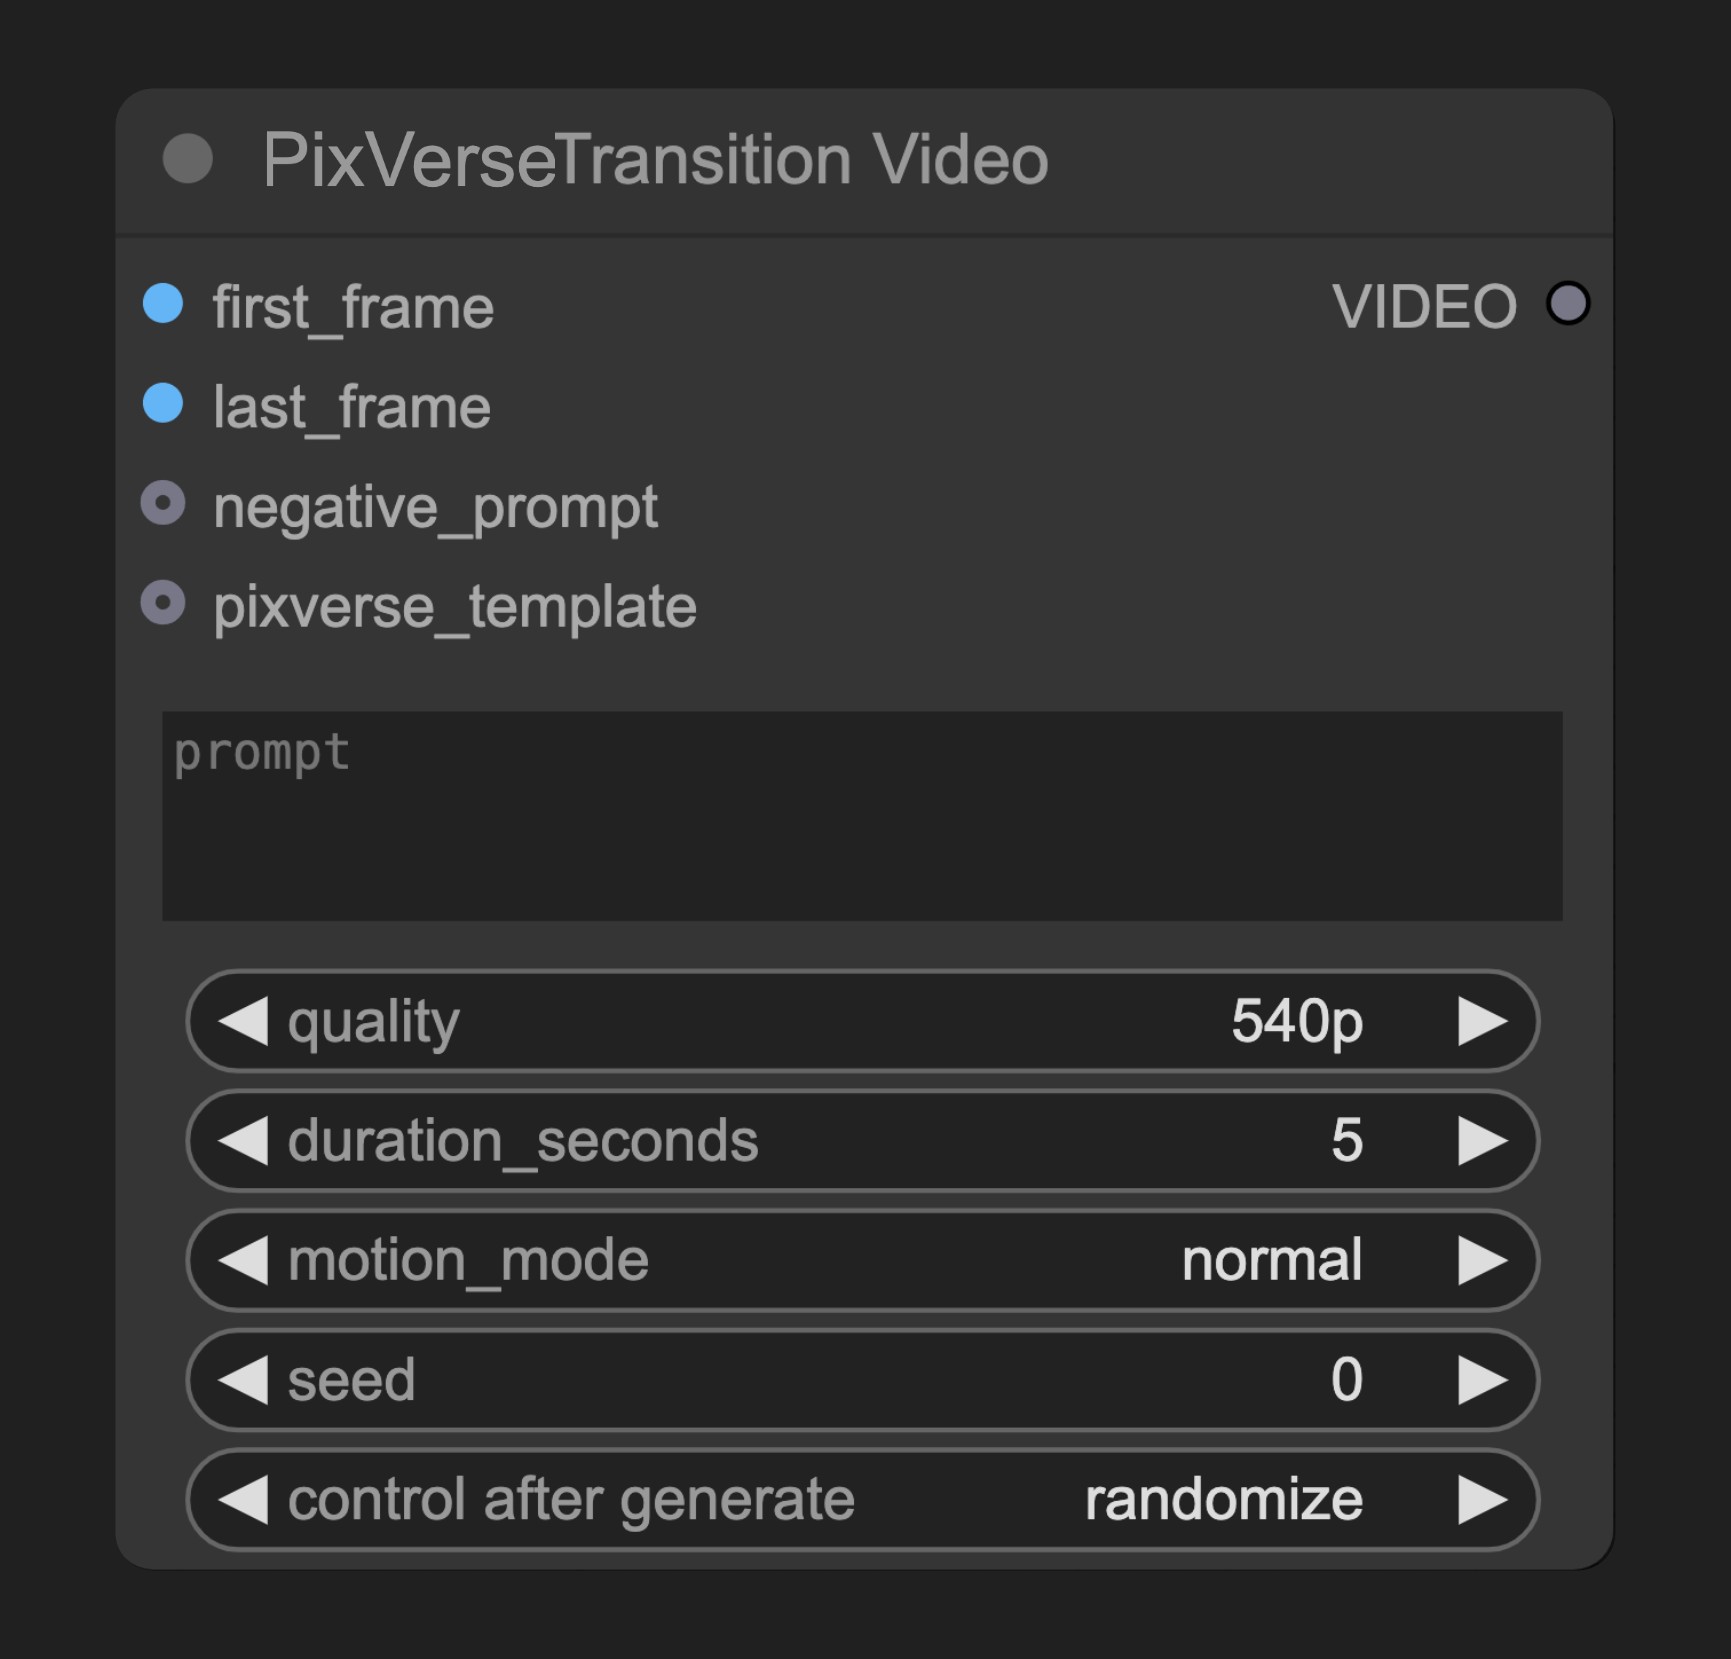 PixVerseTransition Video
first_frame VIDEO
last_frame
negative_prompt
pixverse_template
prompt
quality 540p
duration_seconds 5
motion_mode normal
seed 0
control after generate randomize